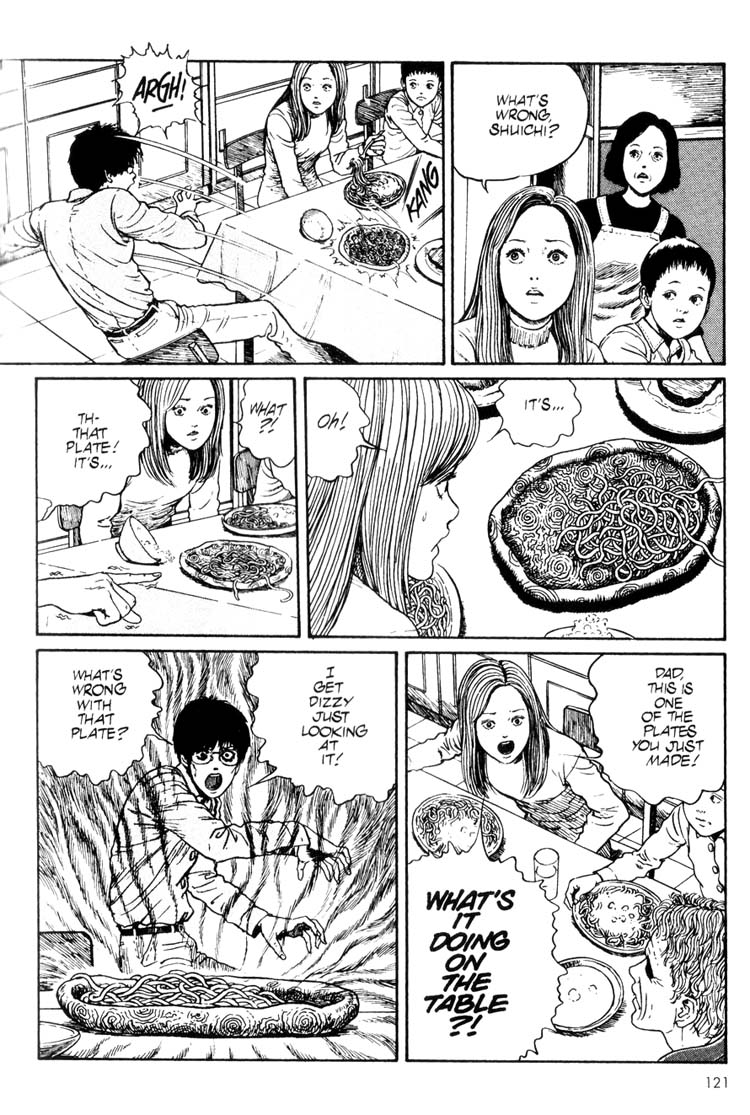 ARGH!
KANG
WHAT'S
WRONG,
SHUICHI?
TH-
THAT
PLATE!
IT'S...
WHAT
?!
OH!
IT'S...
WHAT'S
WRONG
WITH
THAT
PLATE?
I
GET
DIZZY
JUST
LOOKING
AT
IT!
DAD,
THIS IS
ONE
OF THE
PLATES
YOU JUST
MADE!
WHAT'S
IT
DOING
ON
THE
TABLE
?!
121